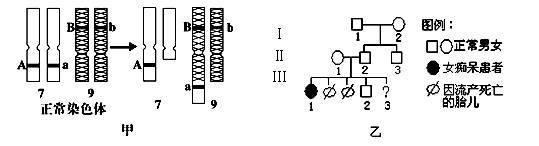 B b B b
A a A
a
7 9 7 9
正常染色体
甲
I
1 2
II
1 2 3
III
1 2 ? 3
乙
图例：
正常男女
女痴呆患者
因流产死亡
的胎儿